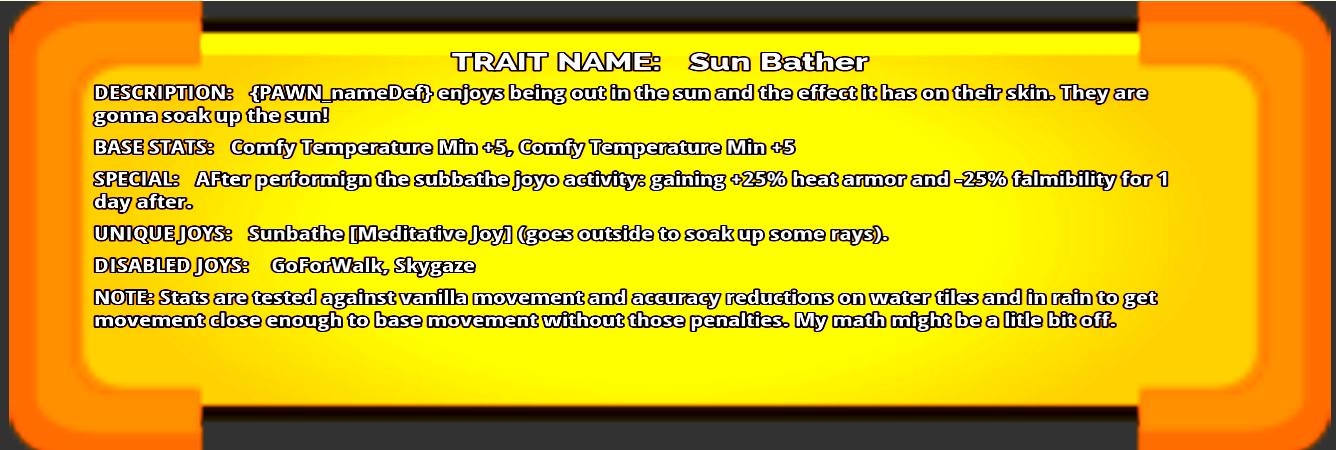 TRAIT NAME: Sun Bather
DESCRIPTION: {PAWN_nameDef} enjoys being out in the sun and the effect it has on their skin. They are
gonna soak up the sun!
BASE STATS: Comfy Temperature Min +5, Comfy Temperature Min +5
SPECIAL: AFter performign the subbathe joyo activity: gaining +25% heat armor and -25% falmibility for 1
day after.
UNIQUE JOYS: Sunbathe [Meditative Joy] (goes outside to soak up some rays).
DISABLED JOYS: GoForWalk, Skygaze
NOTE: Stats are tested against vanilla movement and accuracy reductions on water tiles and in rain to get
movement close enough to base movement without those penalties. My math might be a litle bit off.